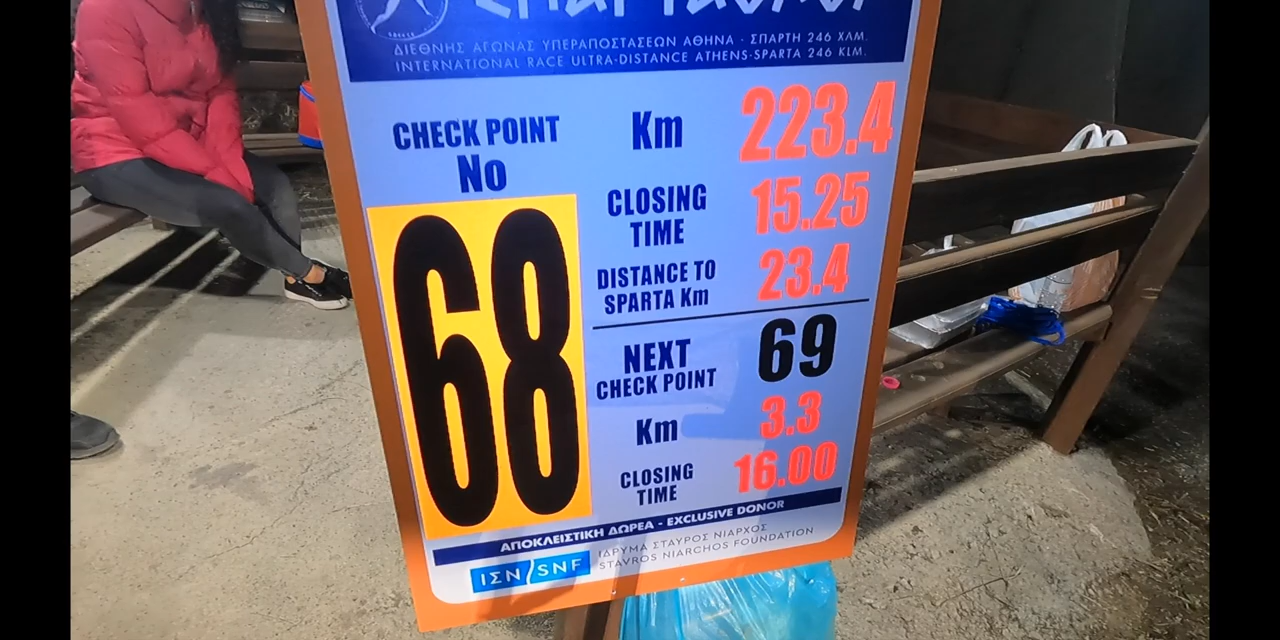 ΔΙΕΘΝΗΣ ΑΓΩΝΑΣ ΥΠΕΡΑΠΟΣΤΑΣΕΩΝ ΑΘΗΝΑ - ΣΠΑΡΤΗ 246 ΧΛΜ.
INTERNATIONAL RACE ULTRA-DISTANCE ATHENS-SPARTA 246 KLM.
CHECK POINT
No
68
Km 223.4
CLOSING
TIME 15.25
DISTANCE TO
SPARTA Km 23.4
NEXT
CHECK POINT 69
Km 3.3
CLOSING
TIME 16.00
ΑΠΟΚΛΕΙΣΤΙΚΗ ΔΩΡΕΑ - EXCLUSIVE DONOR
ΙΣΝ/SNF
ΙΔΡΥΜΑ ΣΤΑΥΡΟΣ ΝΙΑΡΧΟΣ
STAVROS NIARCHOS FOUNDATION